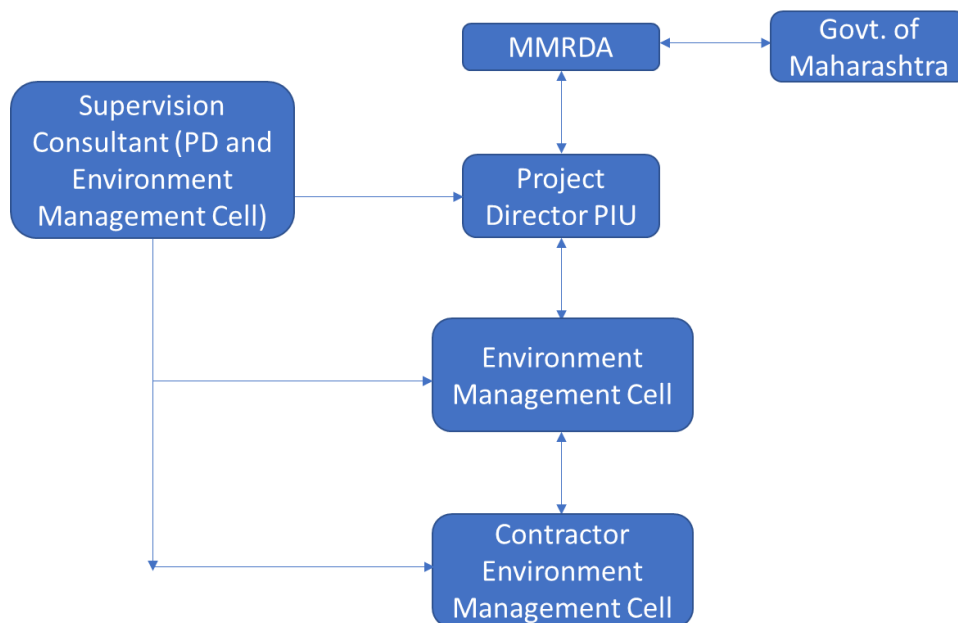 MMRDA
Govt. of
Maharashtra
Supervision
Consultant (PD and
Environment
Management Cell)
Project
Director PIU
Environment
Management Cell
Contractor
Environment
Management Cell